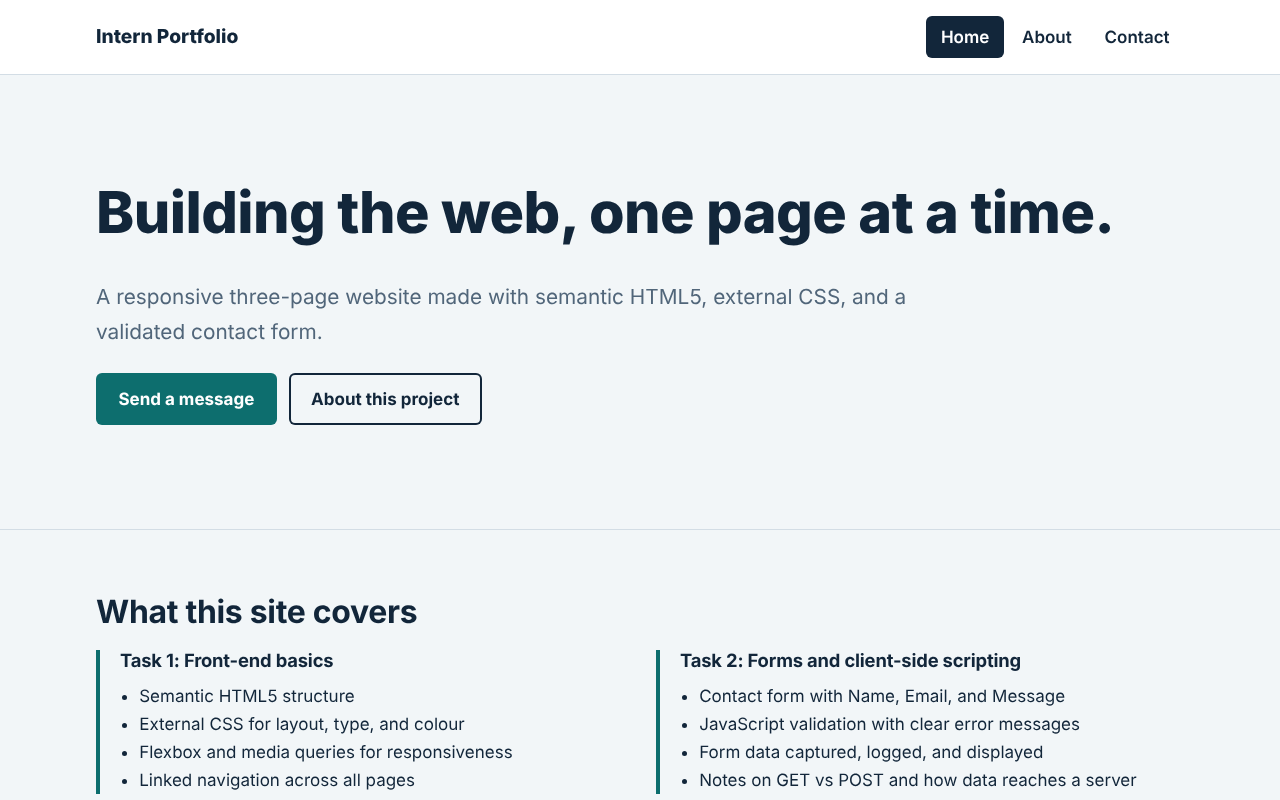 Intern Portfolio
Home
About
Contact
Building the web, one page at a time.
A responsive three-page website made with semantic HTML5, external CSS, and a
validated contact form.
Send a message
About this project
What this site covers
Task 1: Front-end basics
• Semantic HTML5 structure
• External CSS for layout, type, and colour
• Flexbox and media queries for responsiveness
• Linked navigation across all pages
Task 2: Forms and client-side scripting
• Contact form with Name, Email, and Message
• JavaScript validation with clear error messages
• Form data captured, logged, and displayed
• Notes on GET vs POST and how data reaches a server